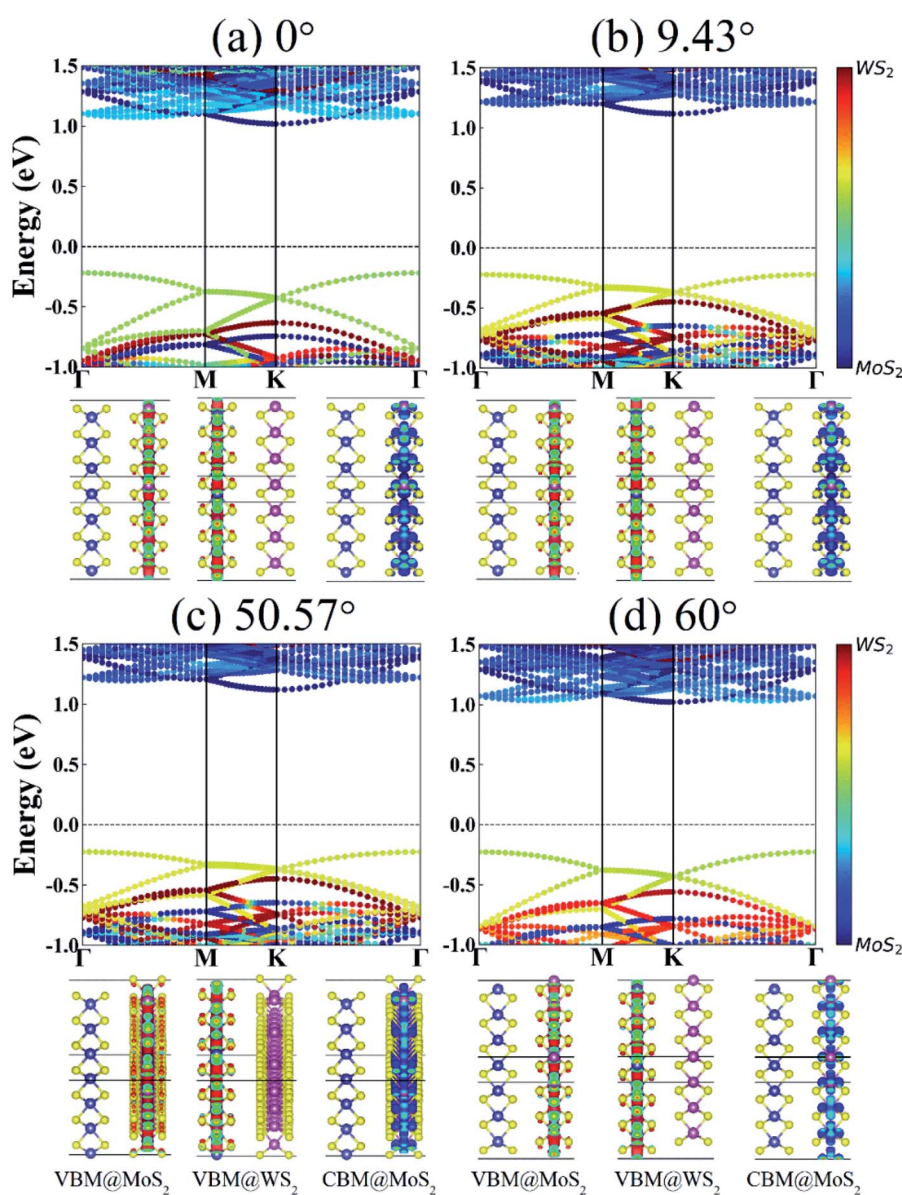 (a) 0° (b) 9.43°
1.5 1.5 WS₂
1.0 1.0
0.5 0.5
Energy (eV)
0.0 0.0
-0.5 -0.5
-1.0 -1.0 MoS₂
Γ M K Γ Γ M K Γ
(c) 50.57° (d) 60°
1.5 1.5 WS₂
1.0 1.0
0.5 0.5
Energy (eV)
0.0 0.0
-0.5 -0.5
-1.0 -1.0 MoS₂
Γ M K Γ Γ M K Γ
VBM@MoS₂ VBM@WS₂ CBM@MoS₂ VBM@MoS₂ VBM@WS₂ CBM@MoS₂